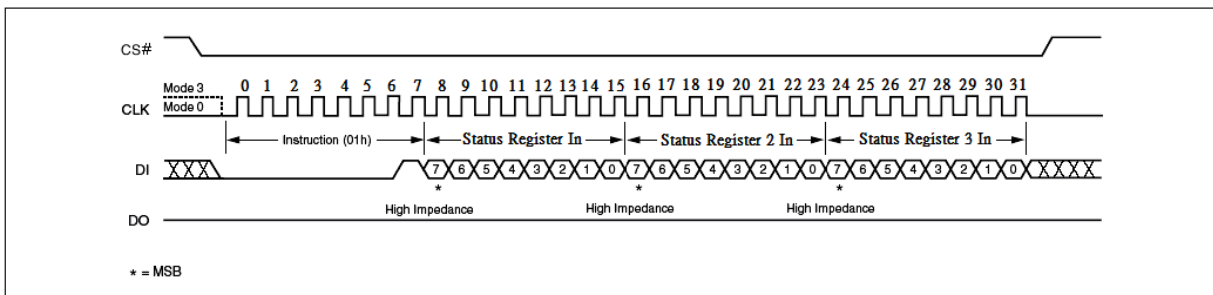 CS#
Mode 3
0 1 2 3 4 5 6 7 8 9 10 11 12 13 14 15 16 17 18 19 20 21 22 23 24 25 26 27 28 29 30 31
CLK
Mode 0
Instruction (01h)
Status Register In
Status Register 2 In
Status Register 3 In
DI
7 6 5 4 3 2 1 0 7 6 5 4 3 2 1 0 7 6 5 4 3 2 1 0
* * *
High Impedance
High Impedance
High Impedance
DO
* = MSB